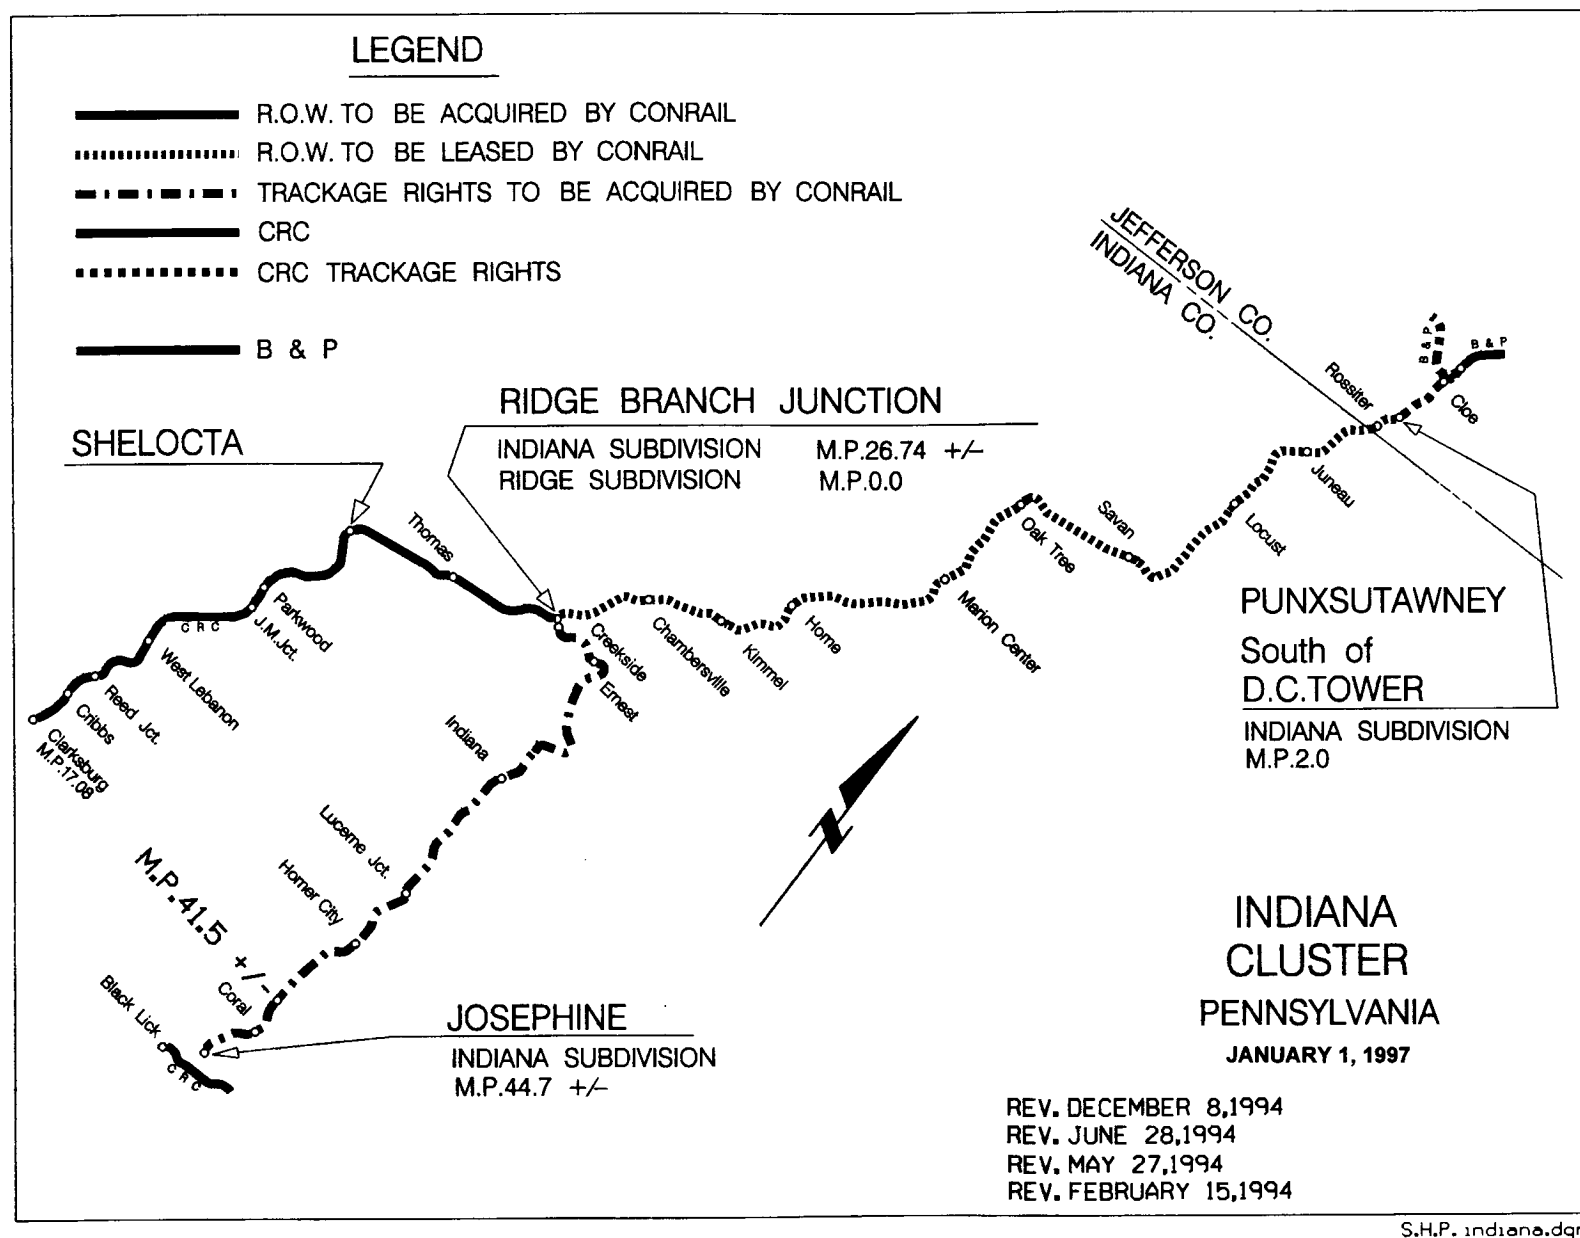 LEGEND
R.O.W. TO BE ACQUIRED BY CONRAIL
R.O.W. TO BE LEASED BY CONRAIL
TRACKAGE RIGHTS TO BE ACQUIRED BY CONRAIL
CRC
CRC TRACKAGE RIGHTS
B & P
JEFFERSON CO.
INDIANA CO.
B & P
B & P
Rossiter
Cloe
RIDGE BRANCH JUNCTION
INDIANA SUBDIVISION M.P.26.74 +/-
RIDGE SUBDIVISION M.P.0.0
SHELOCTA
Thomas
Juneau
Locust
Savan
Oak Tree
Marion Center
Home
Kimmel
Chambersville
Creekside
Ernest
Parkwood
J.M.Jct.
CRC
West Lebanon
Reed Jct.
Cribbs
Clarksburg
M.P.17.08
Indiana
Lucerne Jct.
Homer City
M.P.41.5 +/-
Coral
Black Lick
CRC
JOSEPHINE
INDIANA SUBDIVISION
M.P.44.7 +/-
PUNXSUTAWNEY
South of
D.C.TOWER
INDIANA SUBDIVISION
M.P.2.0
N
INDIANA
CLUSTER
PENNSYLVANIA
JANUARY 1, 1997
REV. DECEMBER 8,1994
REV. JUNE 28,1994
REV. MAY 27,1994
REV. FEBRUARY 15,1994
S.H.P. indiana.dgn